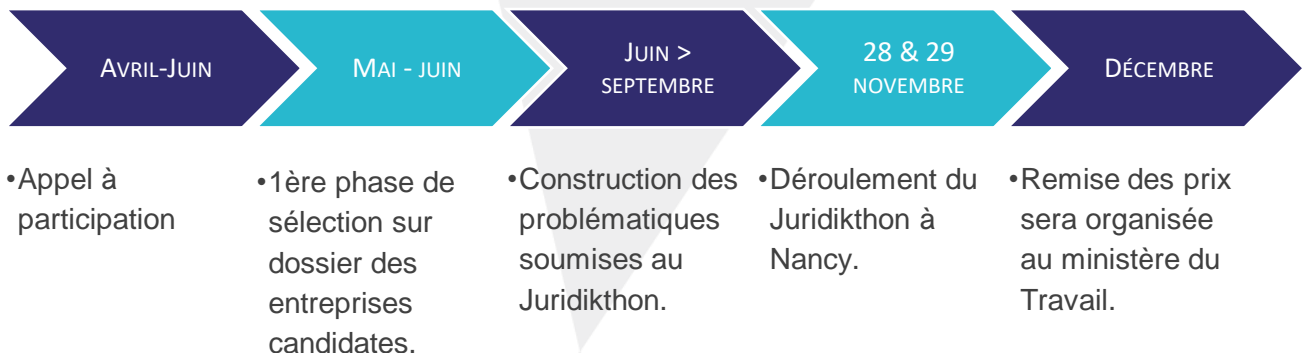 AVRIL-JUIN
MAI - JUIN
JUIN >
SEPTEMBRE
28 & 29
NOVEMBRE
DÉCEMBRE
•Appel à
participation
•1ère phase de
sélection sur
dossier des
entreprises
candidates.
•Construction des
problématiques
soumises au
Juridikthon.
•Déroulement du
Juridikthon à
Nancy.
•Remise des prix
sera organisée
au ministère du
Travail.